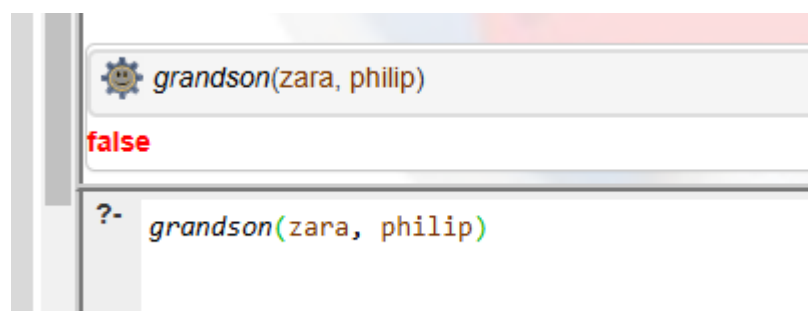 grandson(zara, philip)
false
?- grandson(zara, philip)